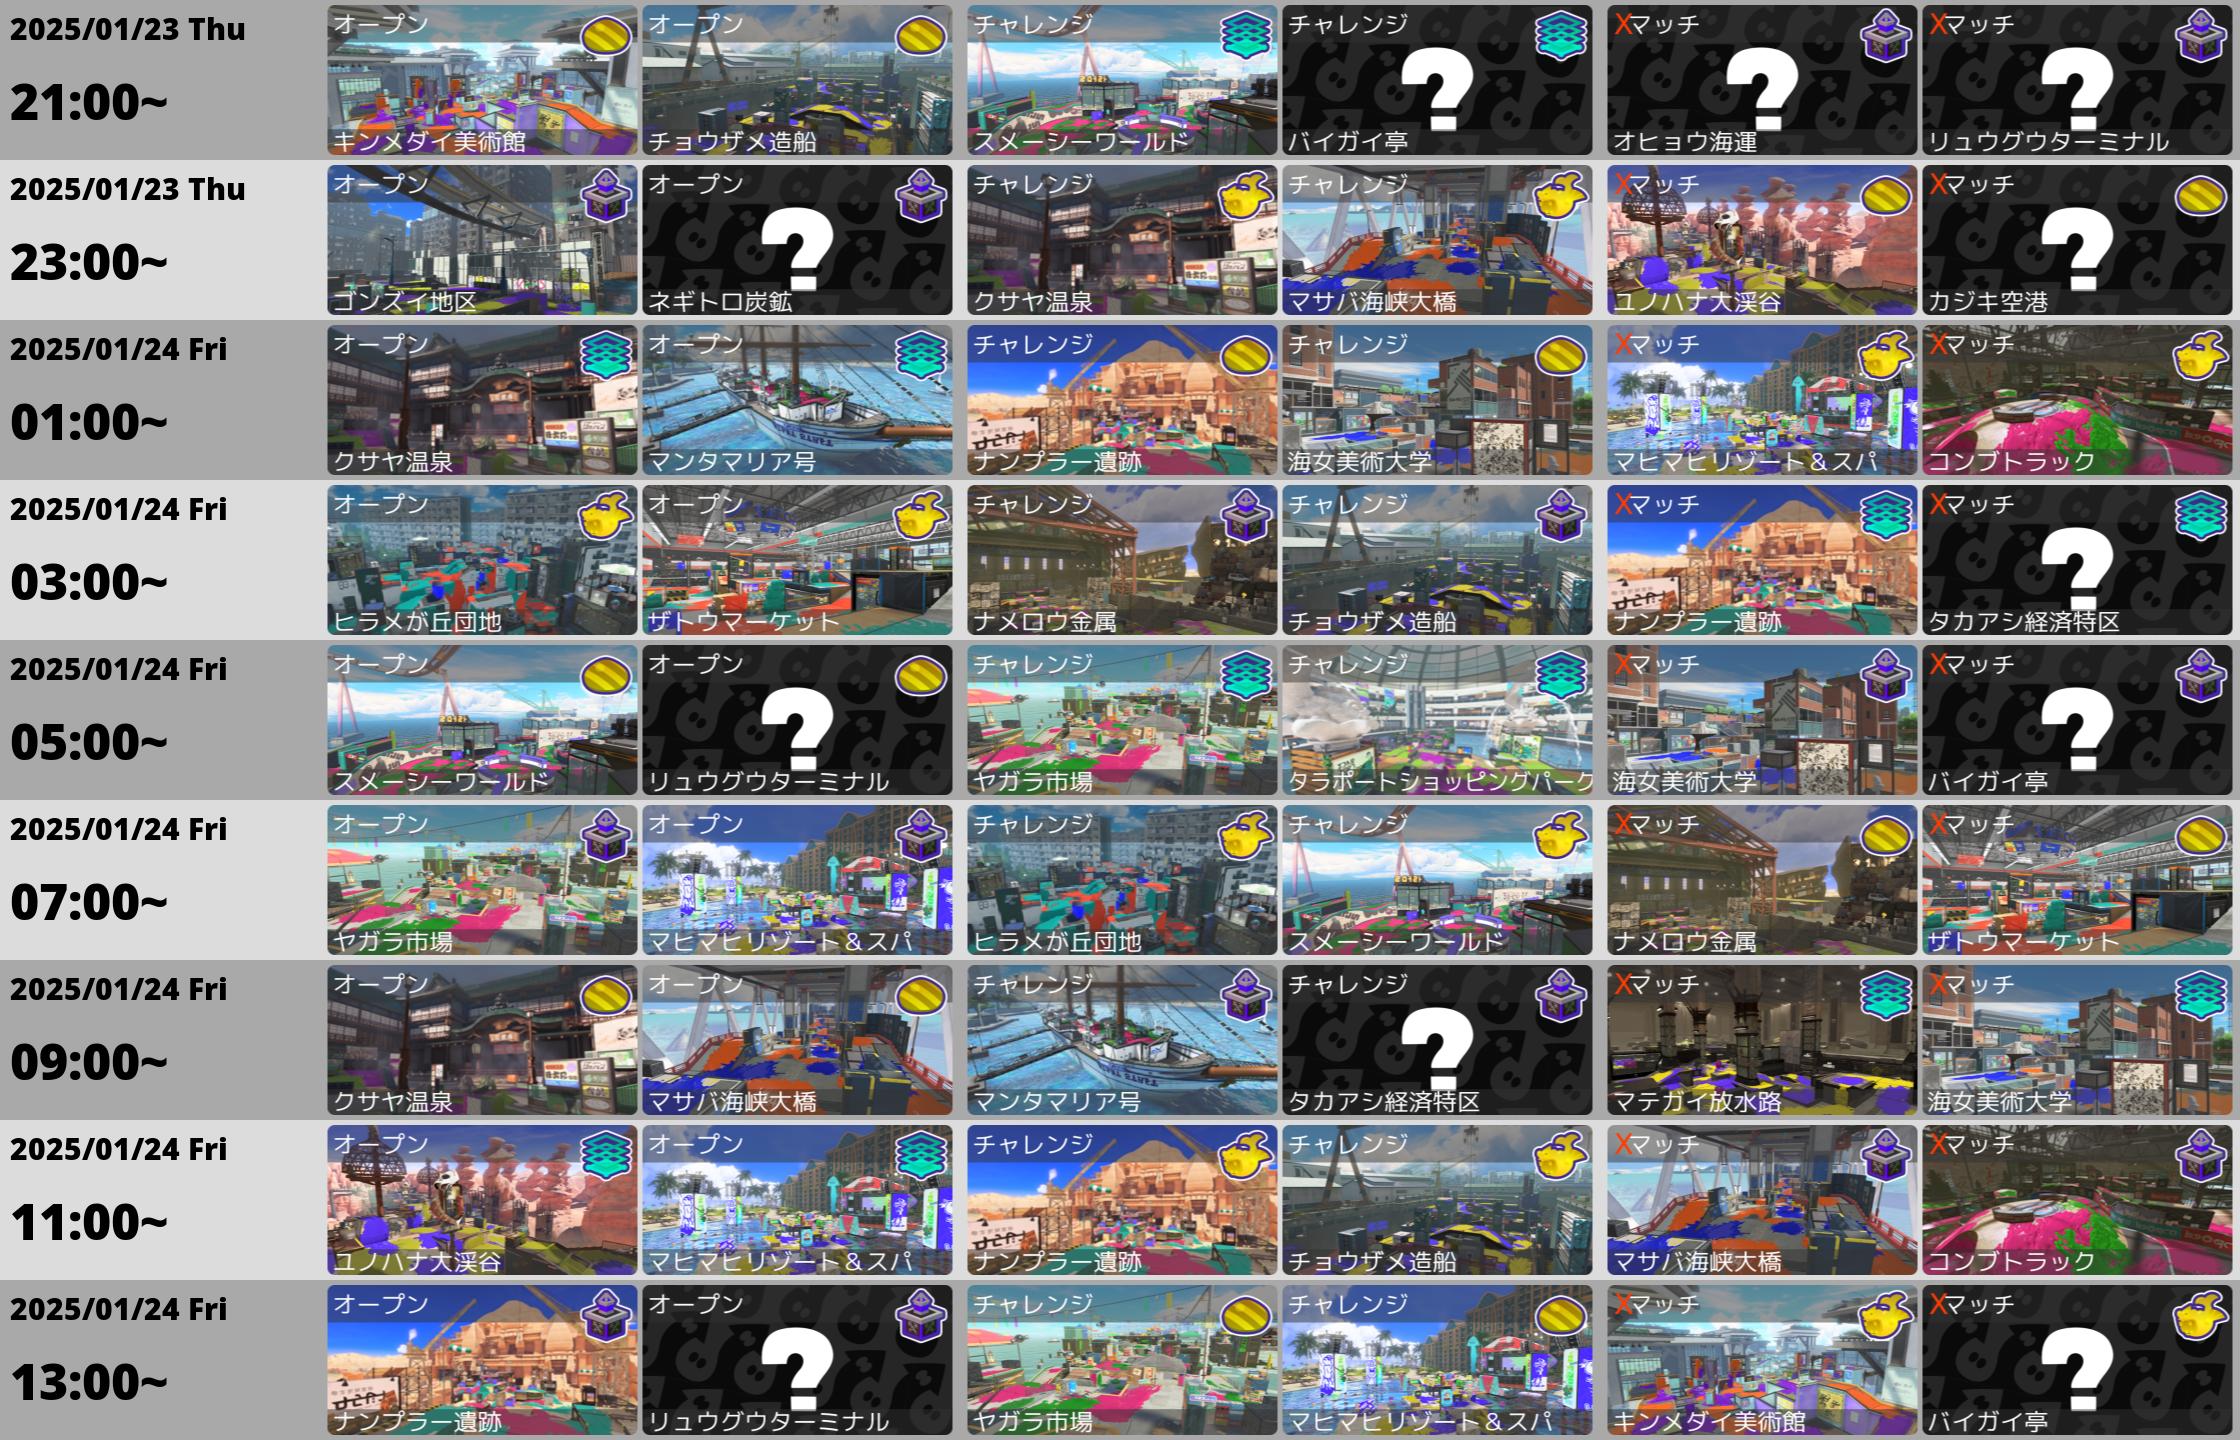 2025/01/23 Thu
21:00~
オープン
キンメダイ美術館
オープン
チョウザメ造船
チャレンジ
スメーシーワールド
チャレンジ
バイガイ亭
Xマッチ
オヒョウ海運
Xマッチ
リュウグウターミナル
2025/01/23 Thu
23:00~
オープン
ゴンズイ地区
オープン
ネギトロ炭鉱
チャレンジ
クサヤ温泉
チャレンジ
マサバ海峡大橋
Xマッチ
ユノハナ大渓谷
Xマッチ
カジキ空港
2025/01/24 Fri
01:00~
オープン
クサヤ温泉
オープン
マンタマリア号
チャレンジ
ナンプラー遺跡
チャレンジ
海女美術大学
Xマッチ
マヒマヒリゾート＆スパ
Xマッチ
コンブトラック
2025/01/24 Fri
03:00~
オープン
ヒラメが丘団地
オープン
ザトウマーケット
チャレンジ
ナメロウ金属
チャレンジ
チョウザメ造船
Xマッチ
ナンプラー遺跡
Xマッチ
タカアシ経済特区
2025/01/24 Fri
05:00~
オープン
スメーシーワールド
オープン
リュウグウターミナル
チャレンジ
ヤガラ市場
チャレンジ
タラポートショッピングパーク
Xマッチ
海女美術大学
Xマッチ
バイガイ亭
2025/01/24 Fri
07:00~
オープン
ヤガラ市場
オープン
マヒマヒリゾート＆スパ
チャレンジ
ヒラメが丘団地
チャレンジ
スメーシーワールド
Xマッチ
ナメロウ金属
Xマッチ
ザトウマーケット
2025/01/24 Fri
09:00~
オープン
クサヤ温泉
オープン
マサバ海峡大橋
チャレンジ
マンタマリア号
チャレンジ
タカアシ経済特区
Xマッチ
マテガイ放水路
Xマッチ
海女美術大学
2025/01/24 Fri
11:00~
オープン
ユノハナ大渓谷
オープン
マヒマヒリゾート＆スパ
チャレンジ
ナンプラー遺跡
チャレンジ
チョウザメ造船
Xマッチ
マサバ海峡大橋
Xマッチ
コンブトラック
2025/01/24 Fri
13:00~
オープン
ナンプラー遺跡
オープン
リュウグウターミナル
チャレンジ
ヤガラ市場
チャレンジ
マヒマヒリゾート＆スパ
Xマッチ
キンメダイ美術館
Xマッチ
バイガイ亭